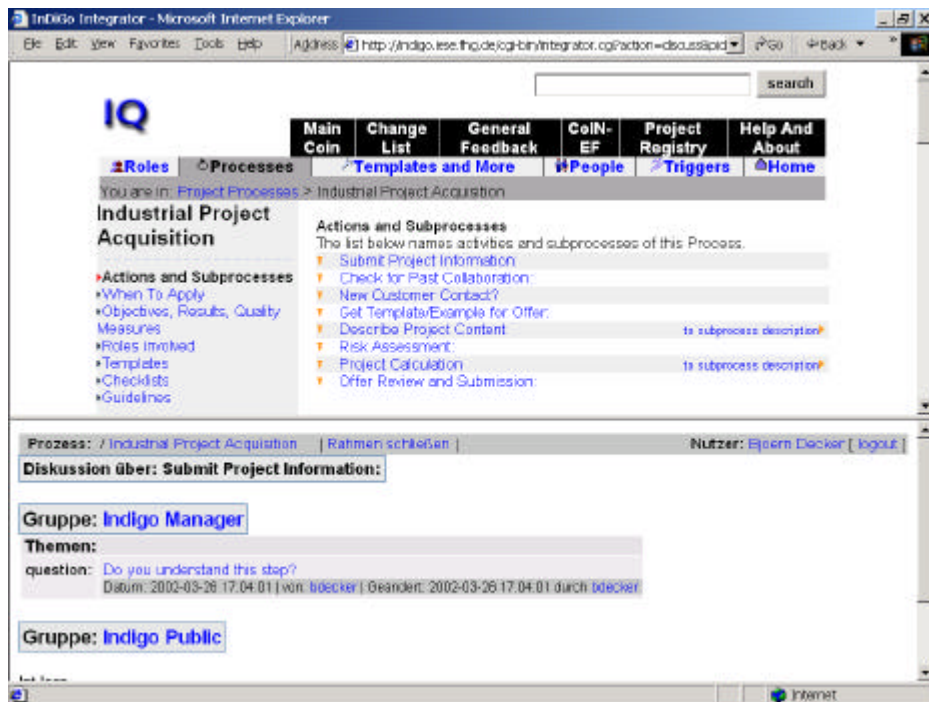 InDiGo Integrator - Microsoft Internet Explorer
File Edit View Favorites Tools Help Address http://indigo.iese.fhg.de/cgi-bin/integrator.cgi?action=discuss&pid Go Back »
search
IQ
Main Coin Change List General Feedback CoIN-EF Project Registry Help And About
Roles Processes Templates and More People Triggers Home
You are in: Project Processes > Industrial Project Acquisition
Industrial Project
Acquisition
Actions and Subprocesses
When To Apply
Objectives, Results, Quality
Measures
Roles involved
Templates
Checklists
Guidelines
Actions and Subprocesses
The list below names activities and subprocesses of this Process.
Submit Project Information
Check for Past Collaboration:
New Customer Contact?
Get Template/Example for Offer:
Describe Project Content to subprocess description
Risk Assessment:
Project Calculation to subprocess description
Offer Review and Submission:
Prozess: / Industrial Project Acquisition | Rahmen schließen | Nutzer: Bjoern Decker [ logout ]
Diskussion über: Submit Project Information:
Gruppe: Indigo Manager
Themen:
question: Do you understand this step?
Datum: 2002-03-26 17:04:01 | von: bdecker | Geändert: 2002-03-26 17:04:01 durch bdecker
Gruppe: Indigo Public
Internet